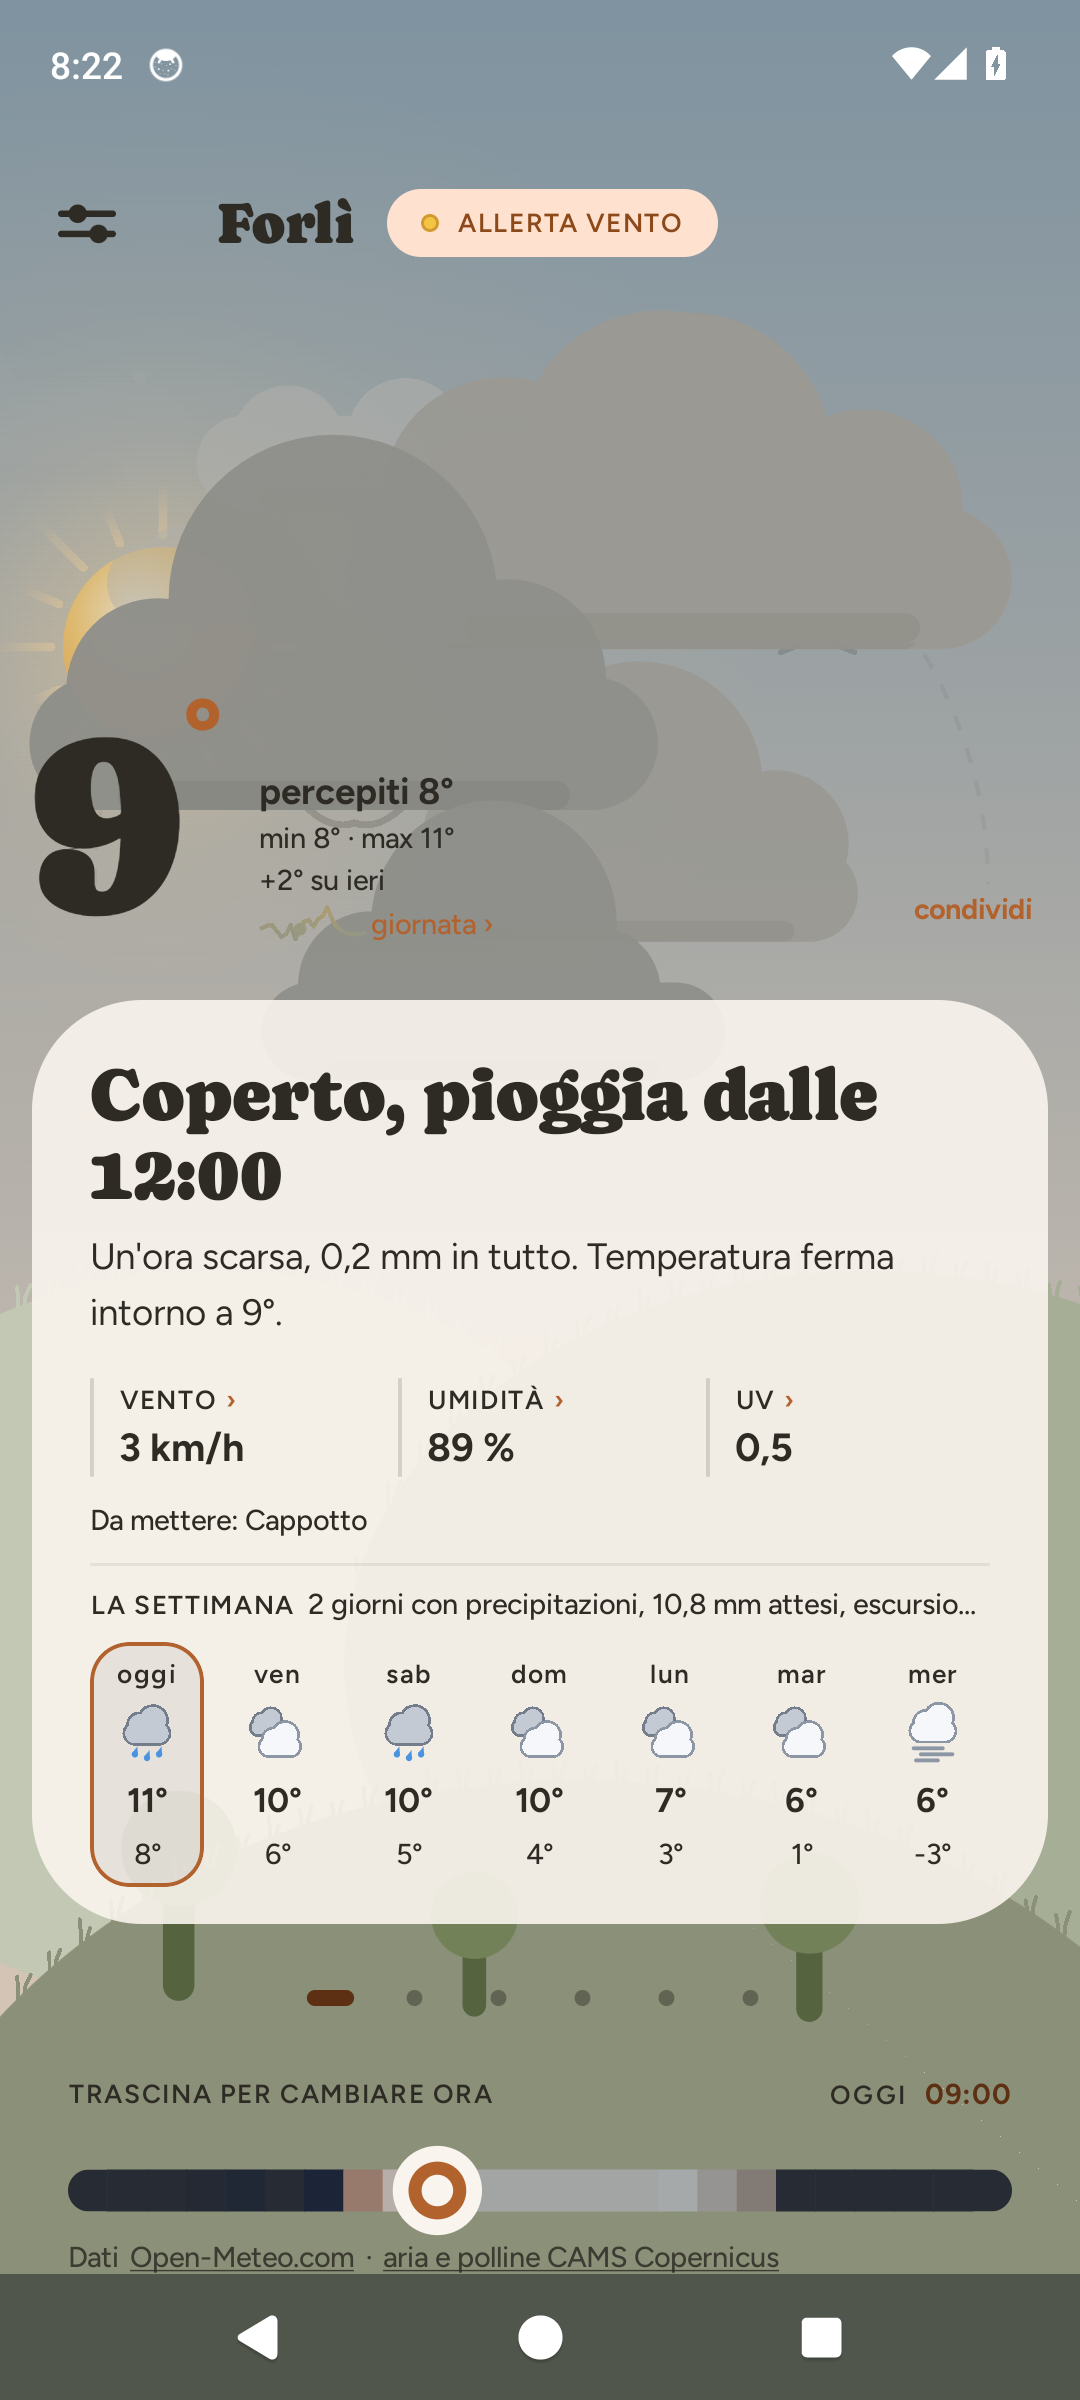 8:22
Forlì
ALLERTA VENTO
9°
percepiti 8°
min 8° · max 11°
+2° su ieri
giornata ›
condividi
Coperto, pioggia dalle
12:00
Un'ora scarsa, 0,2 mm in tutto. Temperatura ferma
intorno a 9°.
VENTO › UMIDITÀ › UV ›
3 km/h 89 % 0,5
Da mettere: Cappotto
LA SETTIMANA 2 giorni con precipitazioni, 10,8 mm attesi, escursio...
oggi ven sab dom lun mar mer
11° 10° 10° 10° 7° 6° 6°
8° 6° 5° 4° 3° 1° -3°
TRASCINA PER CAMBIARE ORA OGGI 09:00
Dati Open-Meteo.com · aria e polline CAMS Copernicus